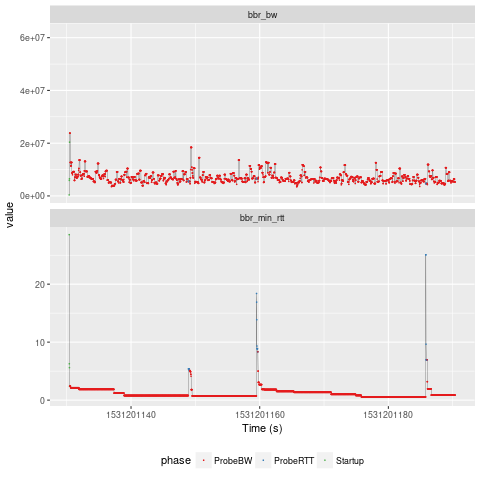 bbr_bw
6e+07
4e+07
2e+07
0e+00
value
bbr_min_rtt
20
10
0
1531201140 1531201160 1531201180
Time (s)
phase ProbeBW ProbeRTT Startup